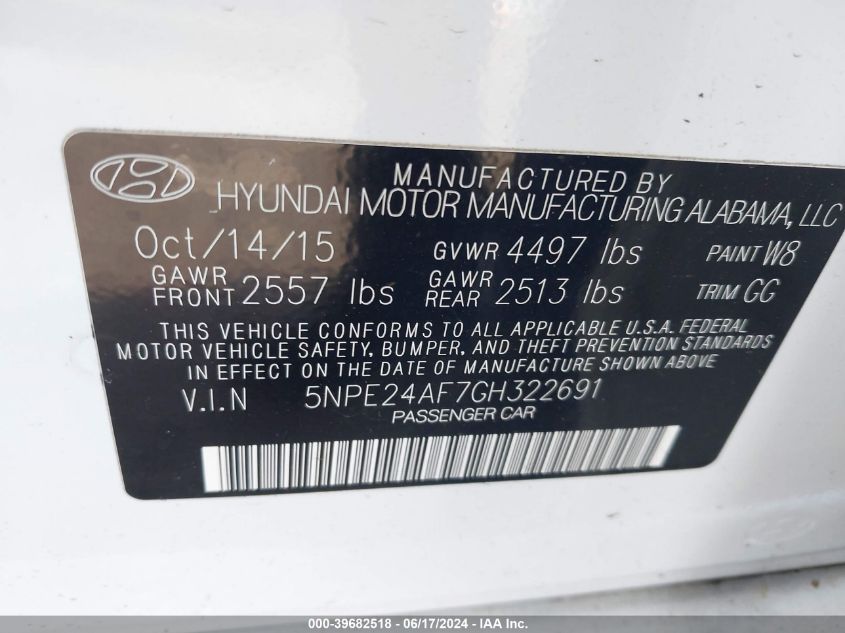 MANUFACTURED BY
HYUNDAI MOTOR MANUFACTURING ALABAMA, LLC
Oct/14/15 GVWR 4497 lbs PAINT W8
GAWR FRONT 2557 lbs GAWR REAR 2513 lbs TRIM GG
THIS VEHICLE CONFORMS TO ALL APPLICABLE U.S.A. FEDERAL
MOTOR VEHICLE SAFETY, BUMPER, AND THEFT PREVENTION STANDARDS
IN EFFECT ON THE DATE OF MANUFACTURE SHOWN ABOVE.
V.I.N 5NPE24AF7GH322691
PASSENGER CAR
000-39682518 - 06/17/2024 - IAA Inc.